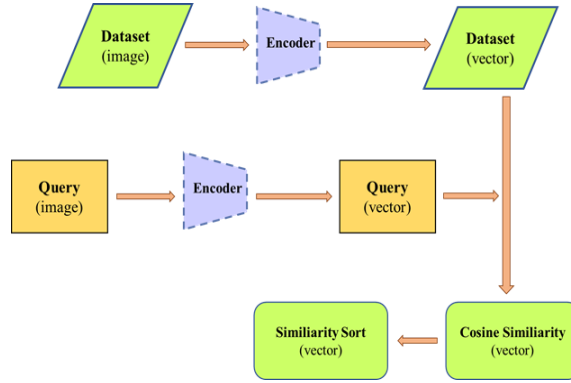 Dataset
(image)
Encoder
Dataset
(vector)
Query
(image)
Encoder
Query
(vector)
Similiarity Sort
(vector)
Cosine Similiarity
(vector)